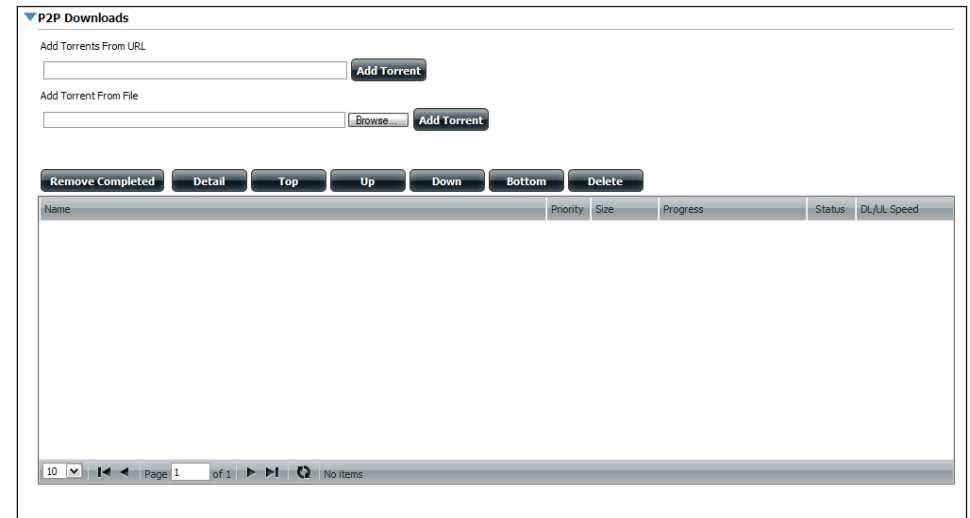 P2P Downloads
Add Torrents From URL
Add Torrent
Add Torrent From File
Browse... Add Torrent
Remove Completed Detail Top Up Down Bottom Delete
Name Priority Size Progress Status DL/UL Speed
10 Page 1 of 1 No items